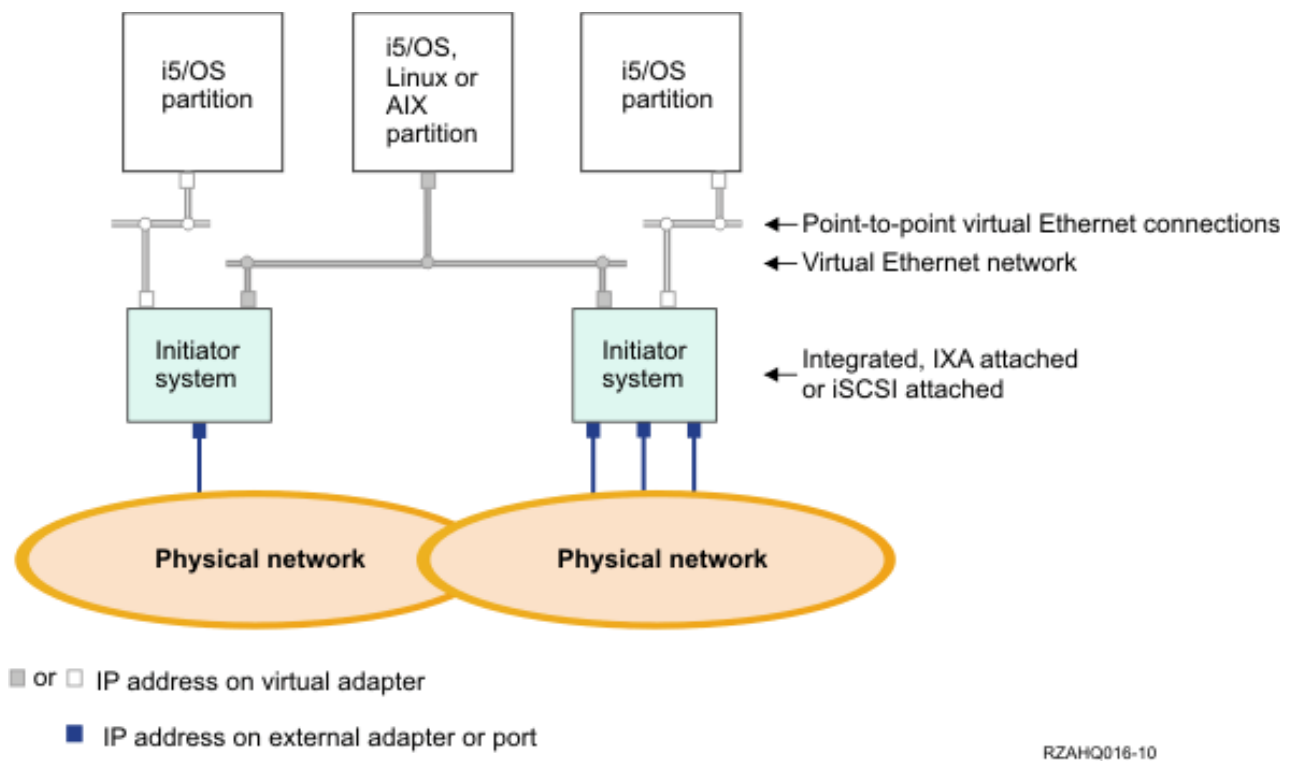 i5/OS
partition
i5/OS,
Linux or
AIX
partition
i5/OS
partition
Point-to-point virtual Ethernet connections
Virtual Ethernet network
Initiator
system
Initiator
system
Integrated, IXA attached
or iSCSI attached
Physical network
Physical network
or
IP address on virtual adapter
IP address on external adapter or port
RZAHQ016-10